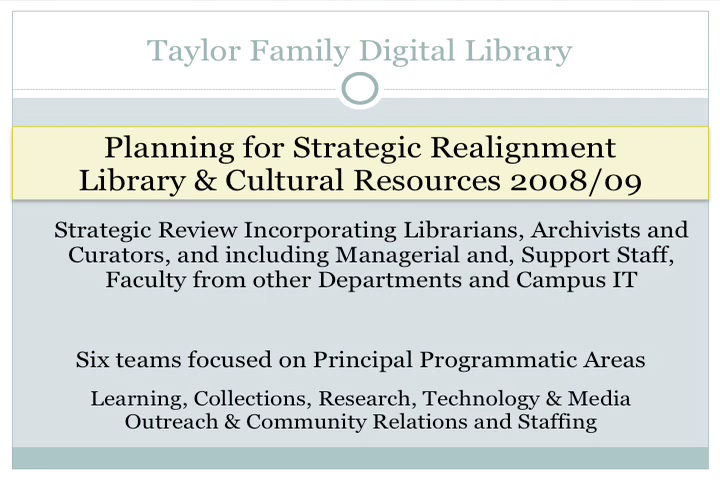 Taylor Family Digital Library
Planning for Strategic Realignment
Library & Cultural Resources 2008/09
Strategic Review Incorporating Librarians, Archivists and
Curators, and including Managerial and, Support Staff,
Faculty from other Departments and Campus IT
Six teams focused on Principal Programmatic Areas
Learning, Collections, Research, Technology & Media
Outreach & Community Relations and Staffing